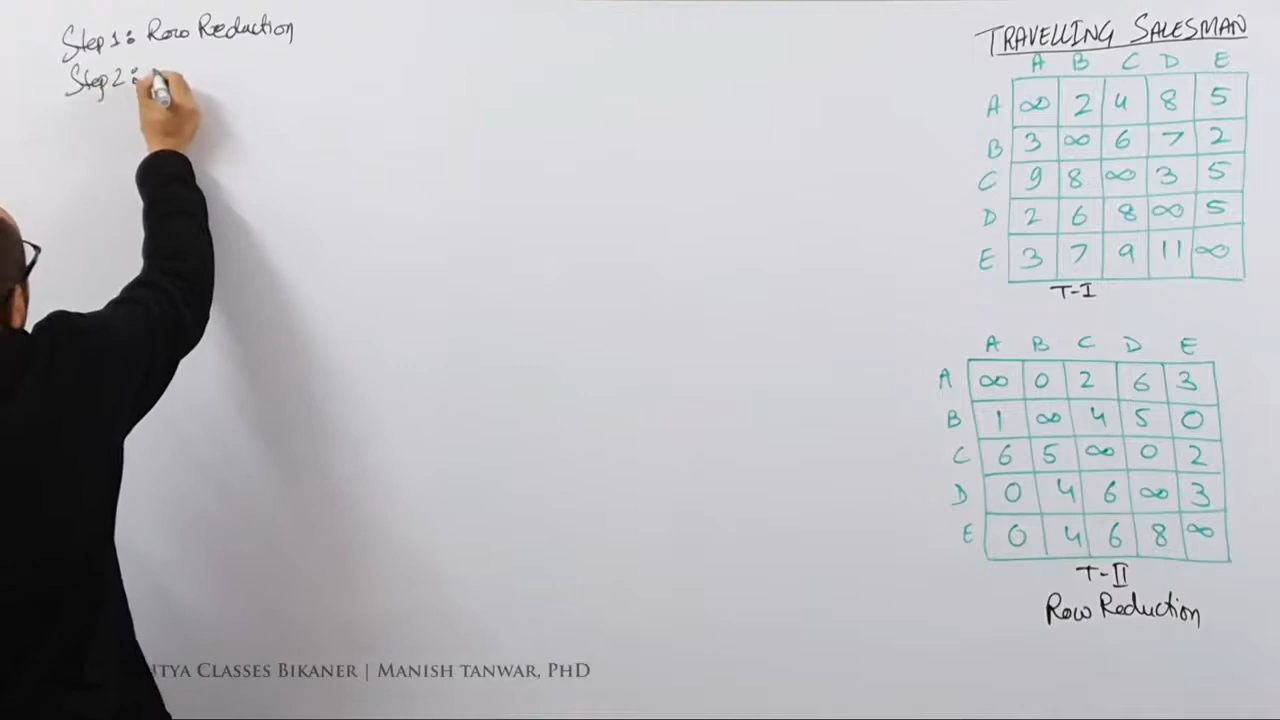 Step 1: Row Reduction
Step 2:
TRAVELLING SALESMAN
A B C D E
A ∞ 2 4 8 5
B 3 ∞ 6 7 2
C 9 8 ∞ 3 5
D 2 6 8 ∞ 5
E 3 7 9 11 ∞
T-I
A B C D E
A ∞ 0 2 6 3
B 1 ∞ 4 5 0
C 6 5 ∞ 0 2
D 0 4 6 ∞ 3
E 0 4 6 8 ∞
T-II
Row Reduction
ITYA CLASSES BIKANER | MANISH TANWAR, PHD